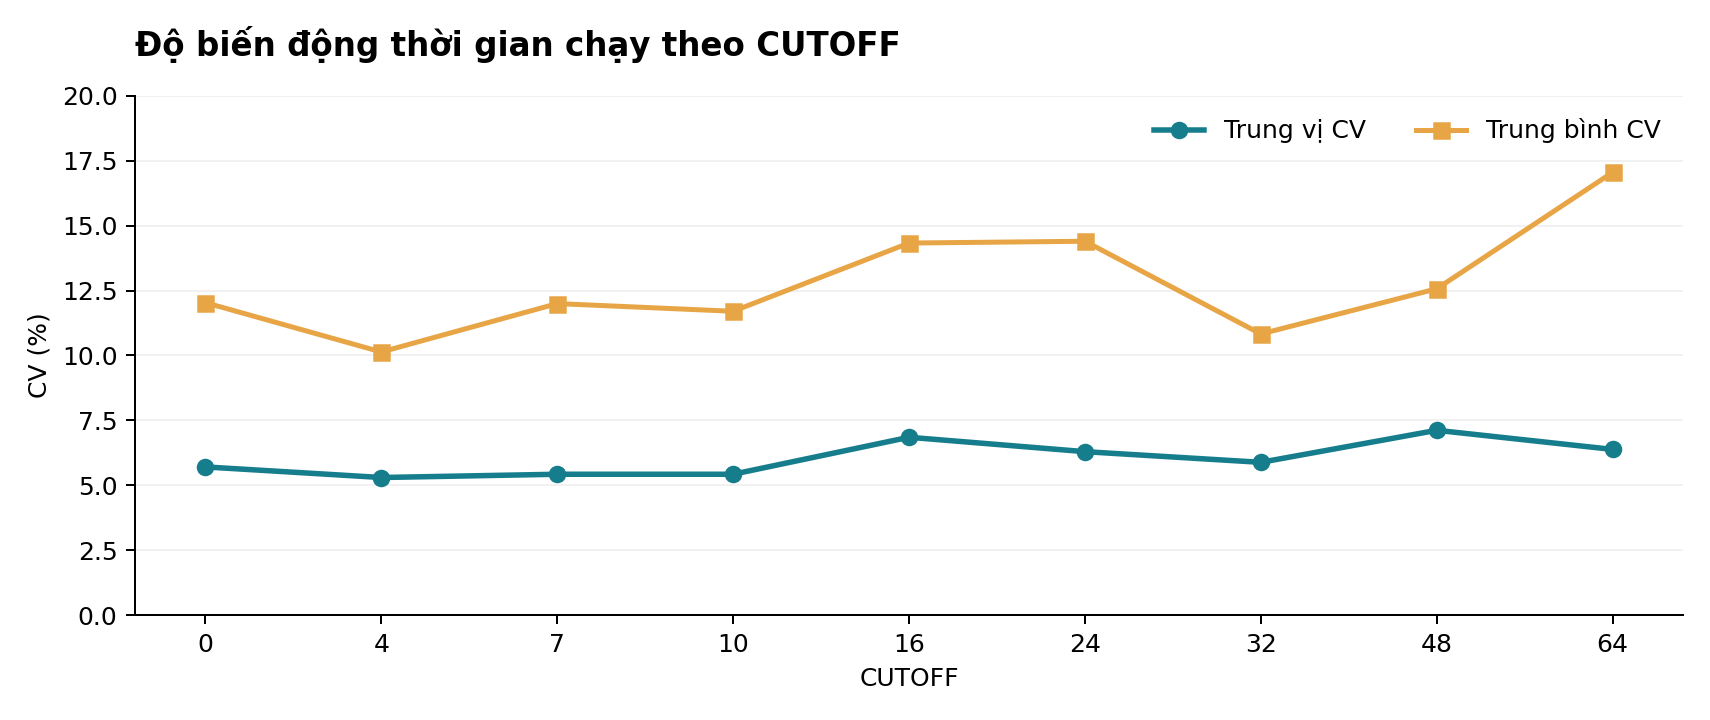 Độ biến động thời gian chạy theo CUTOFF
20.0
17.5
15.0
12.5
10.0
7.5
5.0
2.5
0.0
CV (%)
Trung vị CV
Trung bình CV
0 4 7 10 16 24 32 48 64
CUTOFF